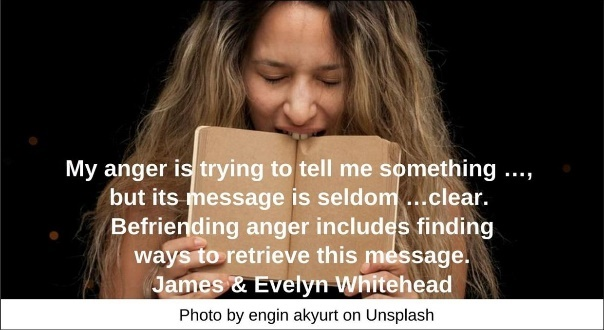 My anger is trying to tell me something ...,
but its message is seldom ...clear.
Befriending anger includes finding
ways to retrieve this message.
James & Evelyn Whitehead
Photo by engin akyurt on Unsplash